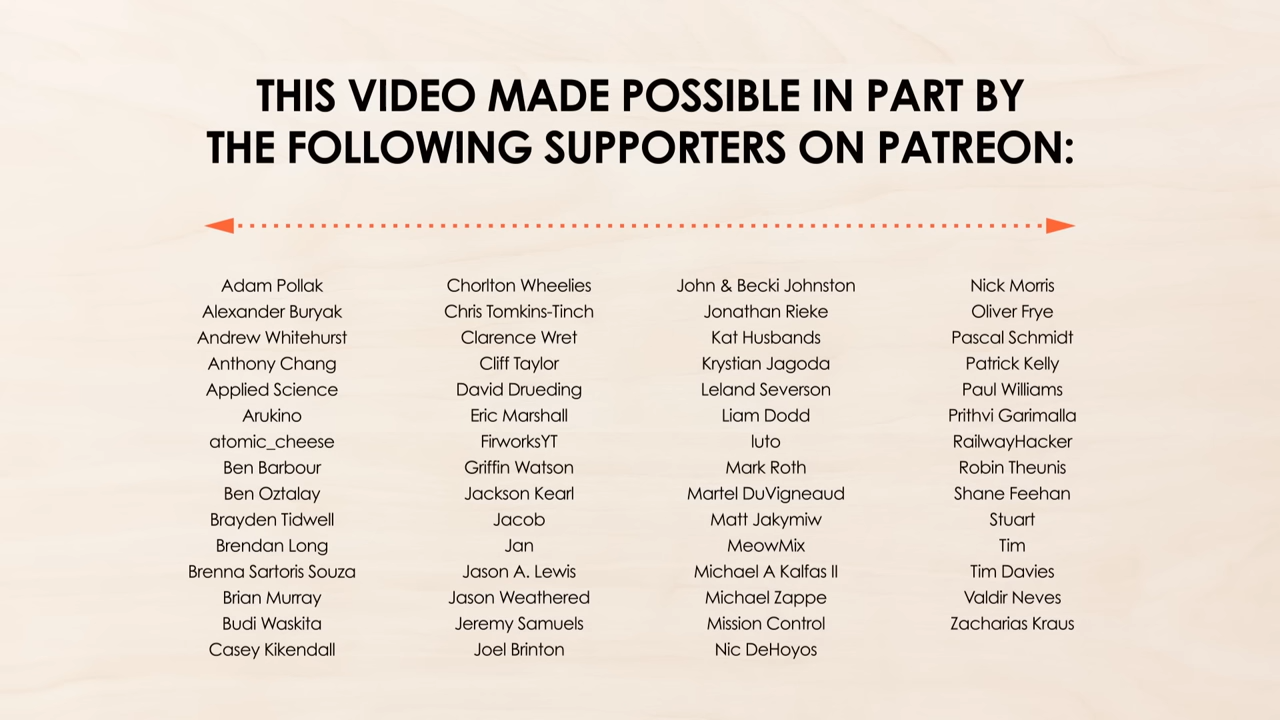 THIS VIDEO MADE POSSIBLE IN PART BY
THE FOLLOWING SUPPORTERS ON PATREON:
Adam Pollak
Alexander Buryak
Andrew Whitehurst
Anthony Chang
Applied Science
Arukino
atomic_cheese
Ben Barbour
Ben Oztalay
Brayden Tidwell
Brendan Long
Brenna Sartoris Souza
Brian Murray
Budi Waskita
Casey Kikendall
Chorlton Wheelies
Chris Tomkins-Tinch
Clarence Wret
Cliff Taylor
David Drueding
Eric Marshall
FirworksYT
Griffin Watson
Jackson Kearl
Jacob
Jan
Jason A. Lewis
Jason Weathered
Jeremy Samuels
Joel Brinton
John & Becki Johnston
Jonathan Rieke
Kat Husbands
Krystian Jagoda
Leland Severson
Liam Dodd
luto
Mark Roth
Martel DuVigneaud
Matt Jakymiw
MeowMix
Michael A Kalfas II
Michael Zappe
Mission Control
Nic DeHoyos
Nick Morris
Oliver Frye
Pascal Schmidt
Patrick Kelly
Paul Williams
Prithvi Garimalla
RailwayHacker
Robin Theunis
Shane Feehan
Stuart
Tim
Tim Davies
Valdir Neves
Zacharias Kraus